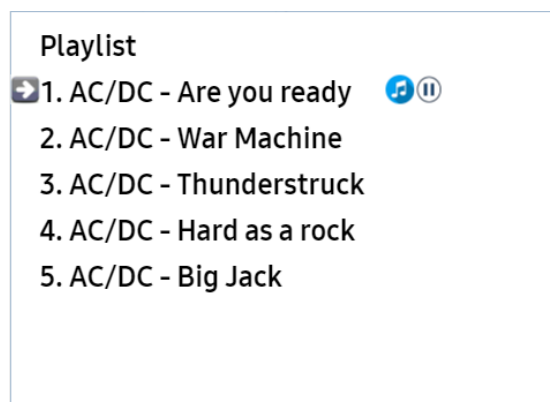 Playlist
1. AC/DC - Are you ready
2. AC/DC - War Machine
3. AC/DC - Thunderstruck
4. AC/DC - Hard as a rock
5. AC/DC - Big Jack